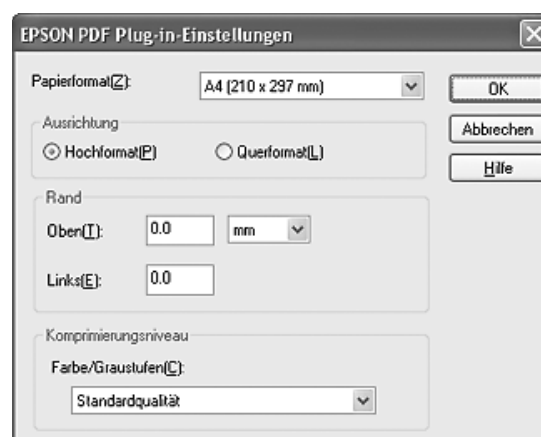 EPSON PDF Plug-in-Einstellungen
Papierformat(Z):
A4 (210 x 297 mm)
OK
Abbrechen
Hilfe
Ausrichtung
Hochformat(P)
Querformat(L)
Rand
Oben(T):
0.0
mm
Links(E):
0.0
Komprimierungsniveau
Farbe/Graustufen(C):
Standardqualität